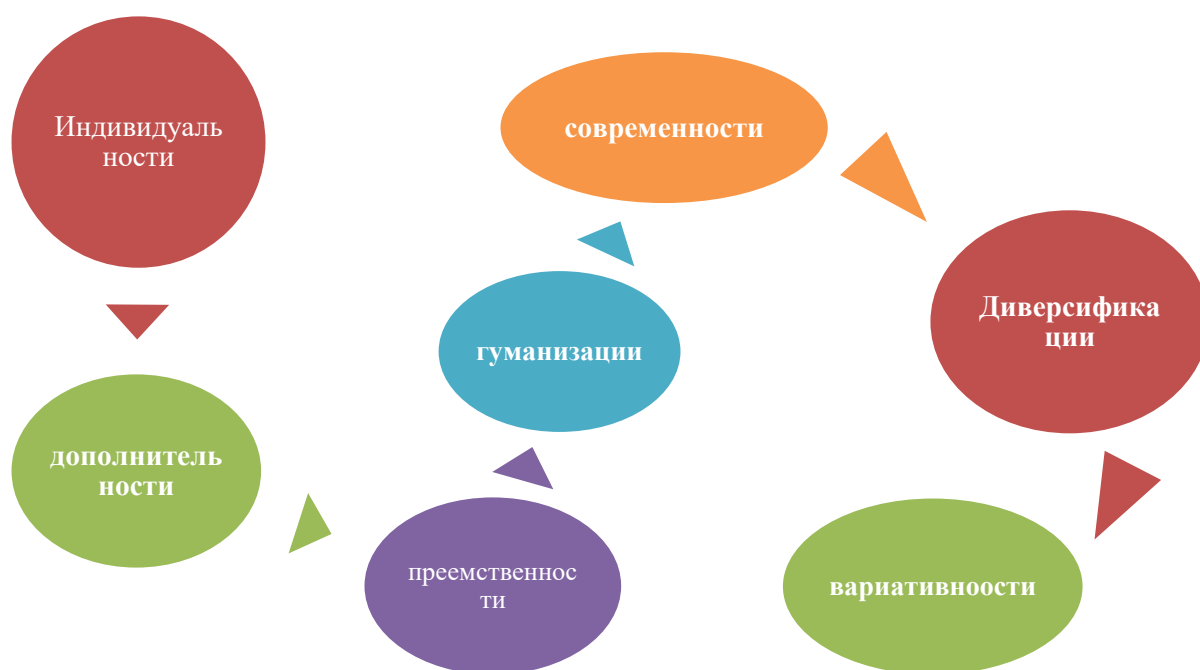 Индивидуаль
ности
дополнитель
ности
преемственнос
ти
гуманизации
современности
Диверсифика
ции
вариативноости